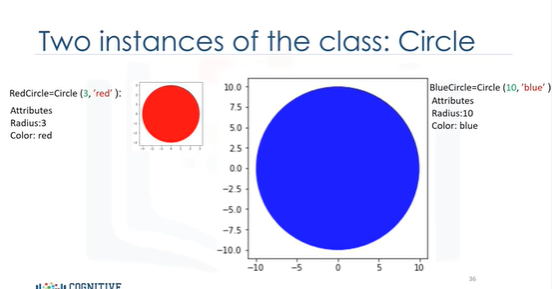 Two instances of the class: Circle
RedCircle=Circle (3, 'red' ):
Attributes
Radius:3
Color: red
BlueCircle=Circle (10, 'blue' )
Attributes
Radius:10
Color: blue
10.0
7.5
5.0
2.5
0.0
−2.5
−5.0
−7.5
−10.0
−10 −5 0 5 10
36
COGNITIVE